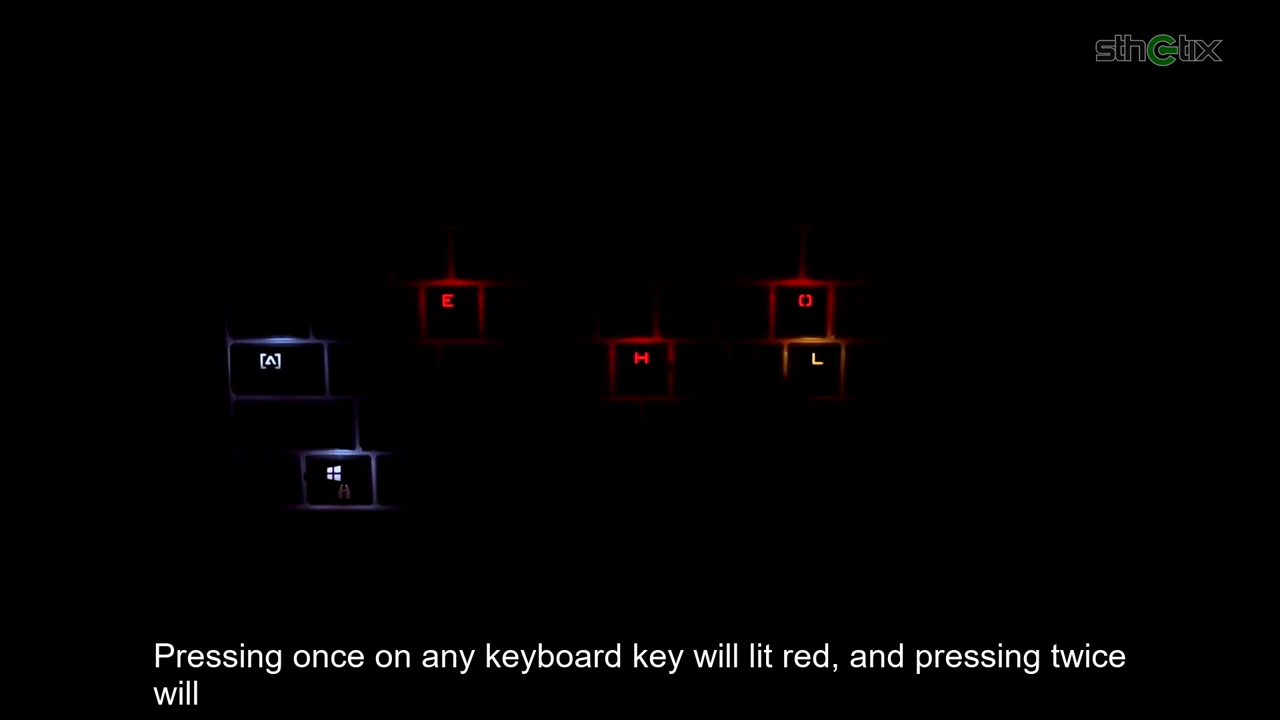 sthetix
E
O
[A]
H
L
Pressing once on any keyboard key will lit red, and pressing twice
will